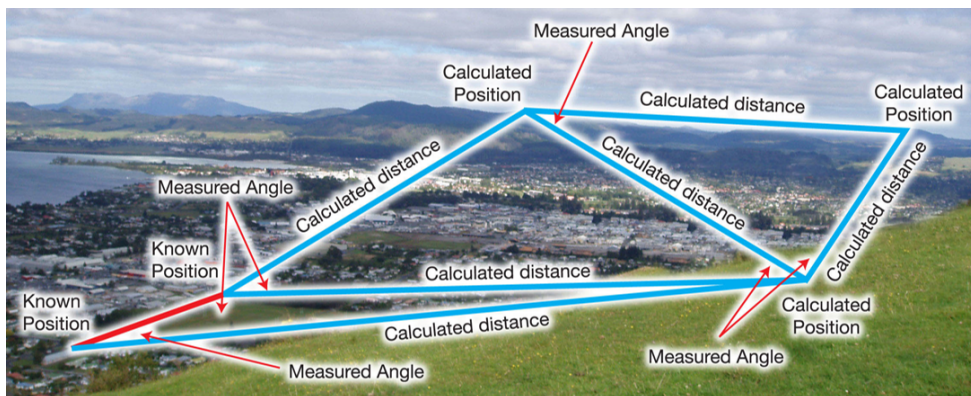 Measured Angle
Calculated
Position
Calculated distance
Calculated
Position
Calculated distance
Calculated distance
Calculated distance
Measured Angle
Known
Position
Calculated distance
Known
Position
Calculated distance
Calculated
Position
Measured Angle
Measured Angle